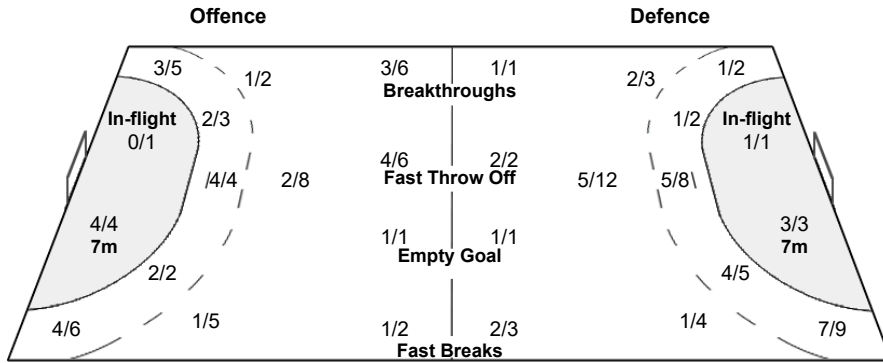 Offence Defence
3/5 1/2 3/6 1/1 2/3 1/2
Breakthroughs
In-flight 2/3 1/2 In-flight
0/1 1/1
4/6 2/2
4/4 2/8 Fast Throw Off 5/12 5/8
4/4 3/3
7m 1/1 1/1 7m
Empty Goal
2/2 4/5
4/6 1/5 1/2 2/3 1/4 7/9
Fast Breaks